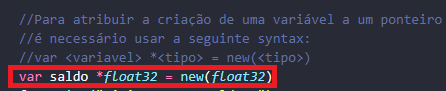 //Para atribuir a criação de uma variável a um ponteiro
//é necessário usar a seguinte syntax:
//var <variavel> *<tipo> = new(<tipo>)
var saldo *float32 = new(float32)